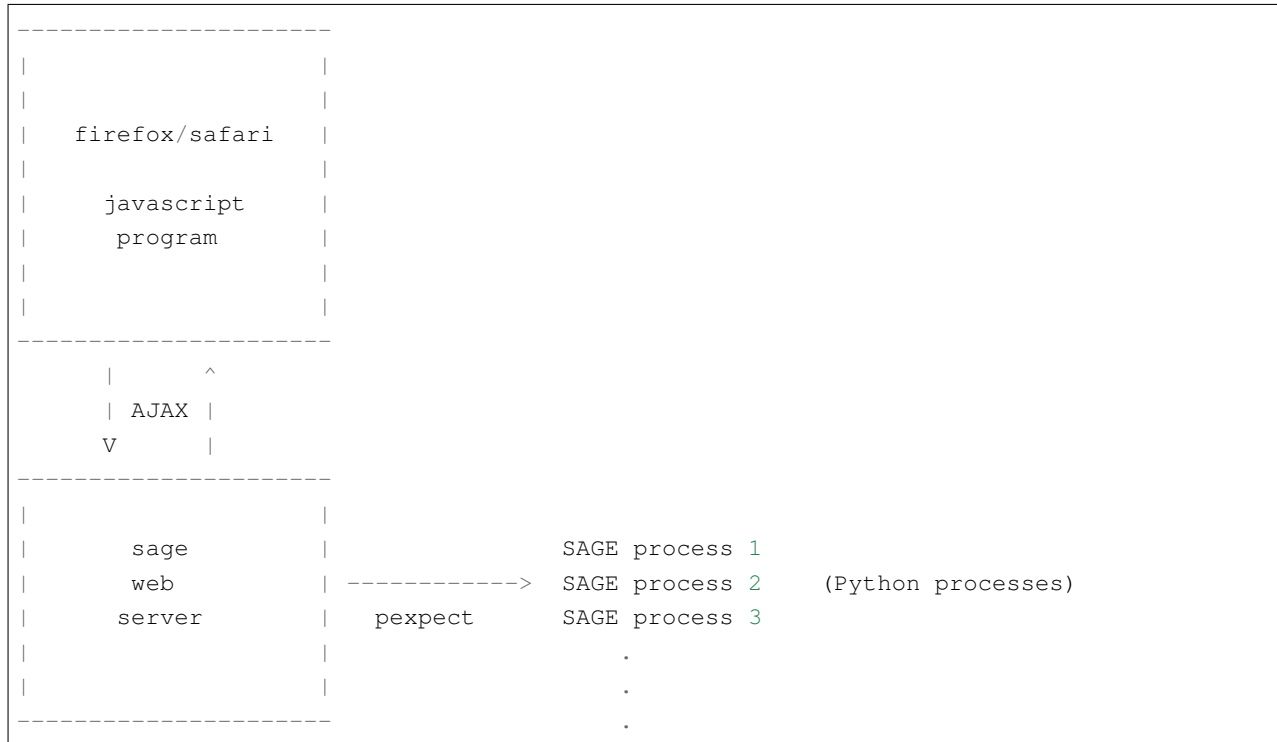 ----------------------
|                    |
|                    |
|   firefox/safari   |
|                    |
|     javascript     |
|      program       |
|                    |
|                    |
----------------------
      |      ^
      | AJAX |
      V      |
----------------------
|                    |
|       sage         |                SAGE process 1
|       web          | ------------>  SAGE process 2    (Python processes)
|      server        |   pexpect      SAGE process 3
|                    |                    .
|                    |                    .
----------------------                    .